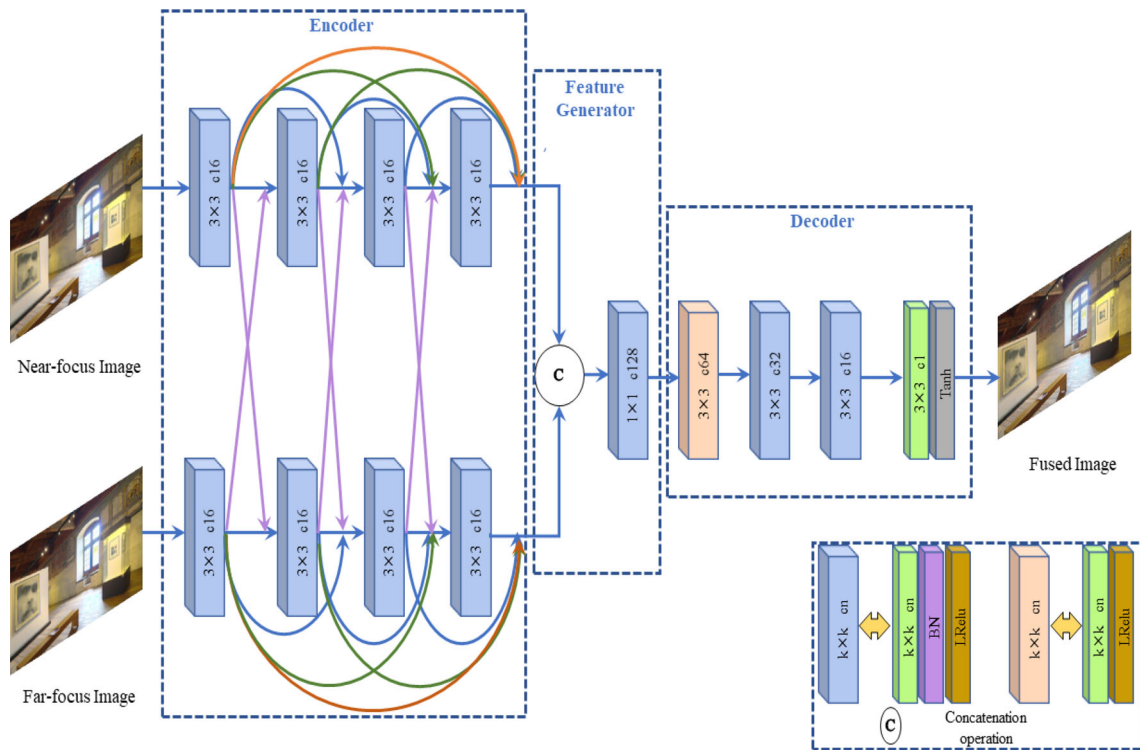 Encoder
Feature
Generator
Decoder
3×3 c16
3×3 c16
3×3 c16
3×3 c16
Near-focus Image
C
1×1 c128
3×3 c64
3×3 c32
3×3 c16
3×3 c1
Tanh
Fused Image
3×3 c16
3×3 c16
3×3 c16
3×3 c16
Far-focus Image
k×k cn
k×k cn
BN
LRelu
k×k cn
k×k cn
LRelu
C
Concatenation
operation